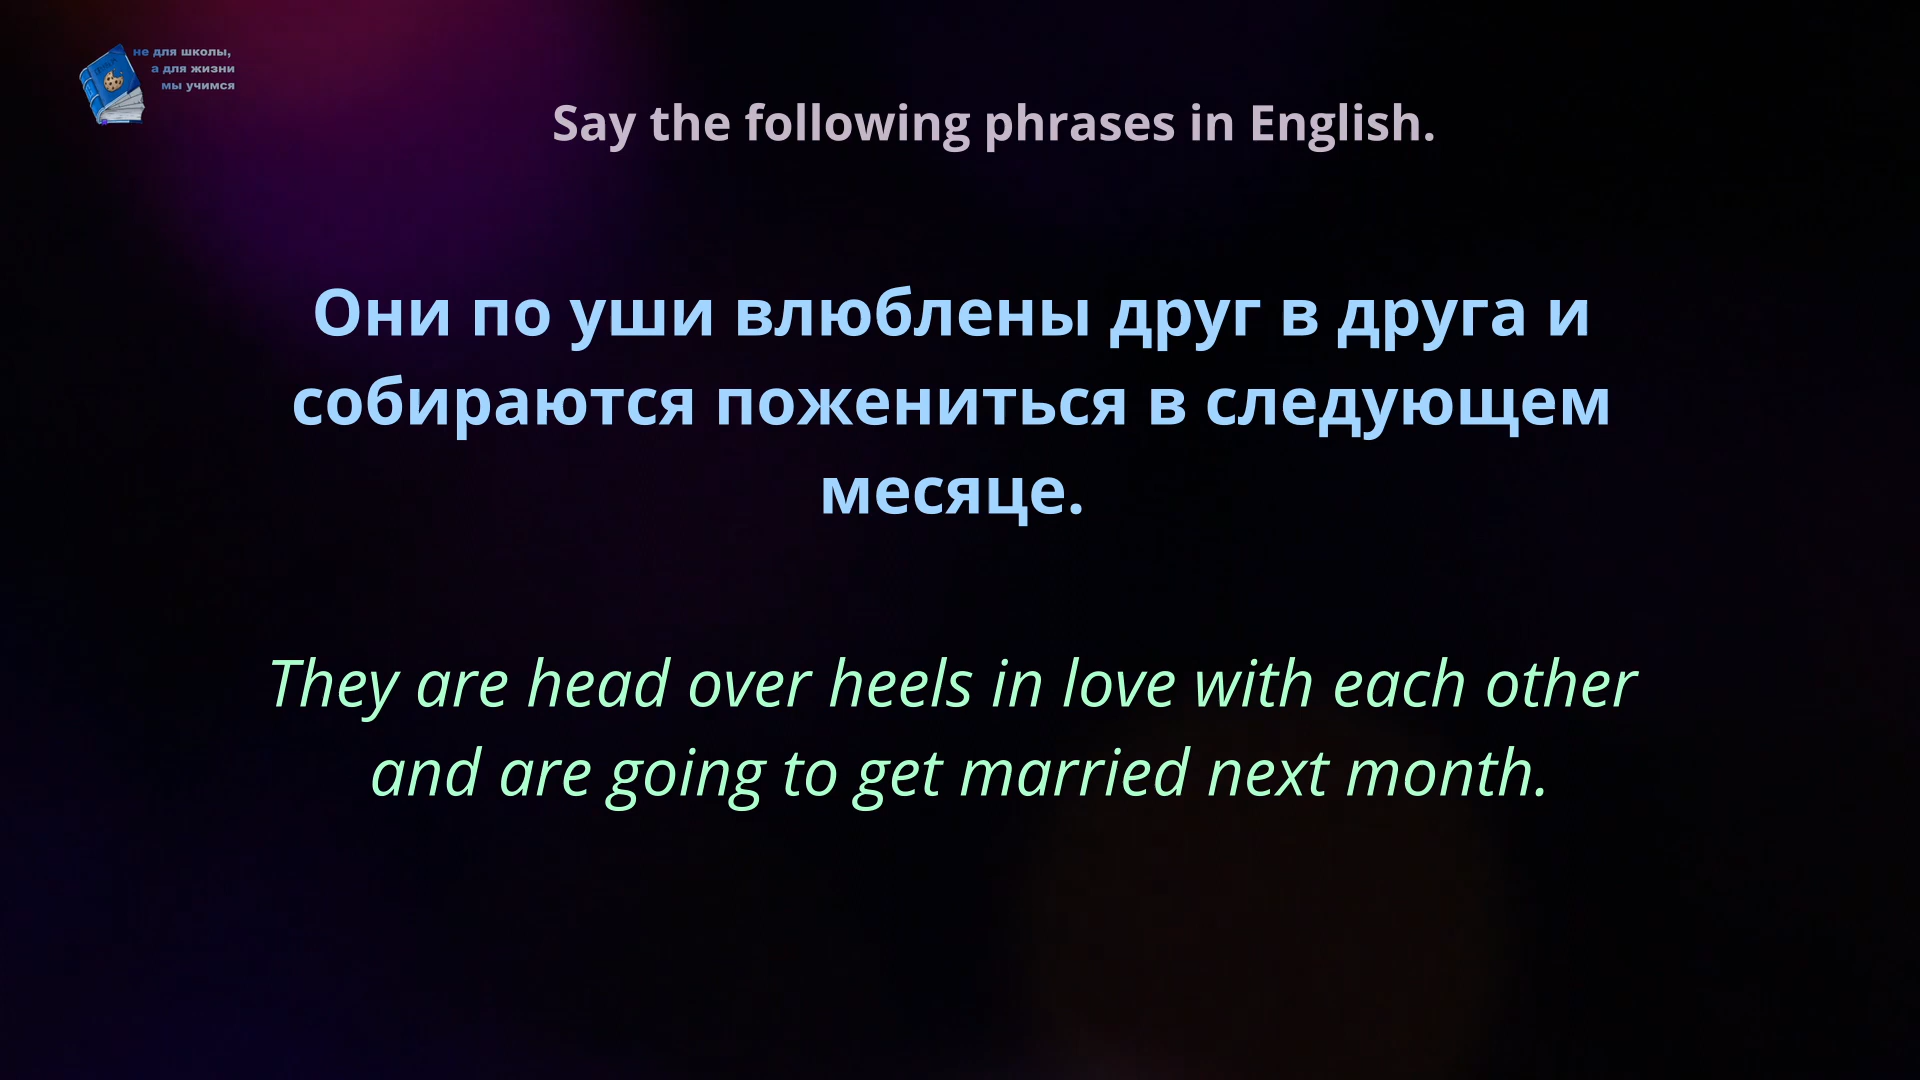 не для школы,
а для жизни
мы учимся
Say the following phrases in English.
Они по уши влюблены друг в друга и
собираются пожениться в следующем
месяце.
They are head over heels in love with each other
and are going to get married next month.